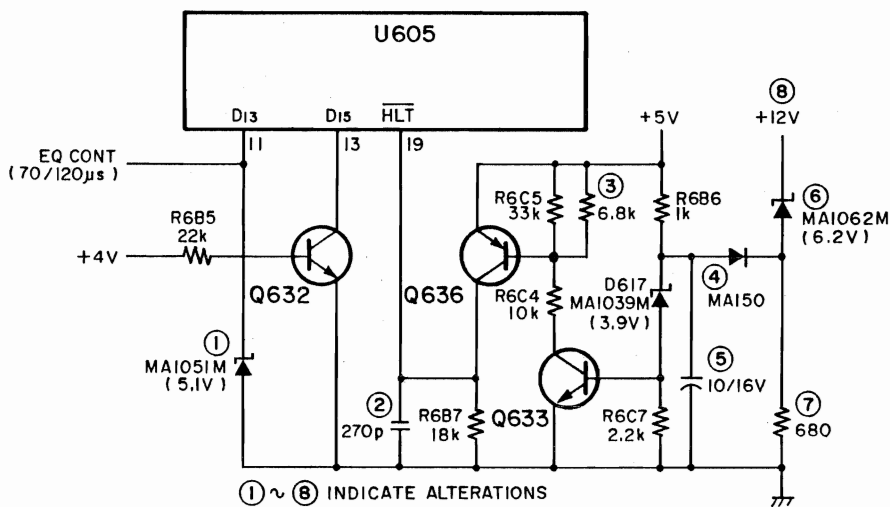 U605
D13 D15 HLT
11 13 19
EQ CONT
(70/120µs)
+5V
⑧
+12V
R6B5
22k
+4V
Q632
Q636
R6C5
33k
③
6.8k
R6B6
1k
⑥
MA1062M
(6.2V)
R6C4
10k
D617
MA1039M
(3.9V)
④
MA150
①
MA1051M
(5.1V)
②
270p
R6B7
18k
Q633
R6C7
2.2k
⑤
10/16V
⑦
680
①~⑧ INDICATE ALTERATIONS